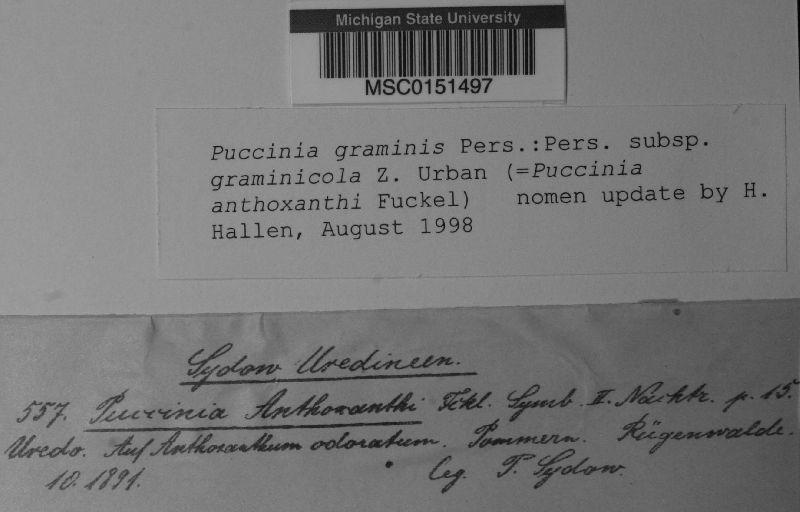 Michigan State University
MSC0151497
Puccinia graminis Pers.:Pers. subsp.
graminicola Z. Urban (=Puccinia
anthoxanthi Fuckel)   nomen update by H.
Hallen, August 1998
Sydow Uredineen.
557. Puccinia Anthoxanthi Fckl. Symb. II. Nachtr. p. 15.
Uredo. Auf Anthoxanthum odoratum. Pommern. Rügenwalde.
10.1891. leg. P. Sydow.